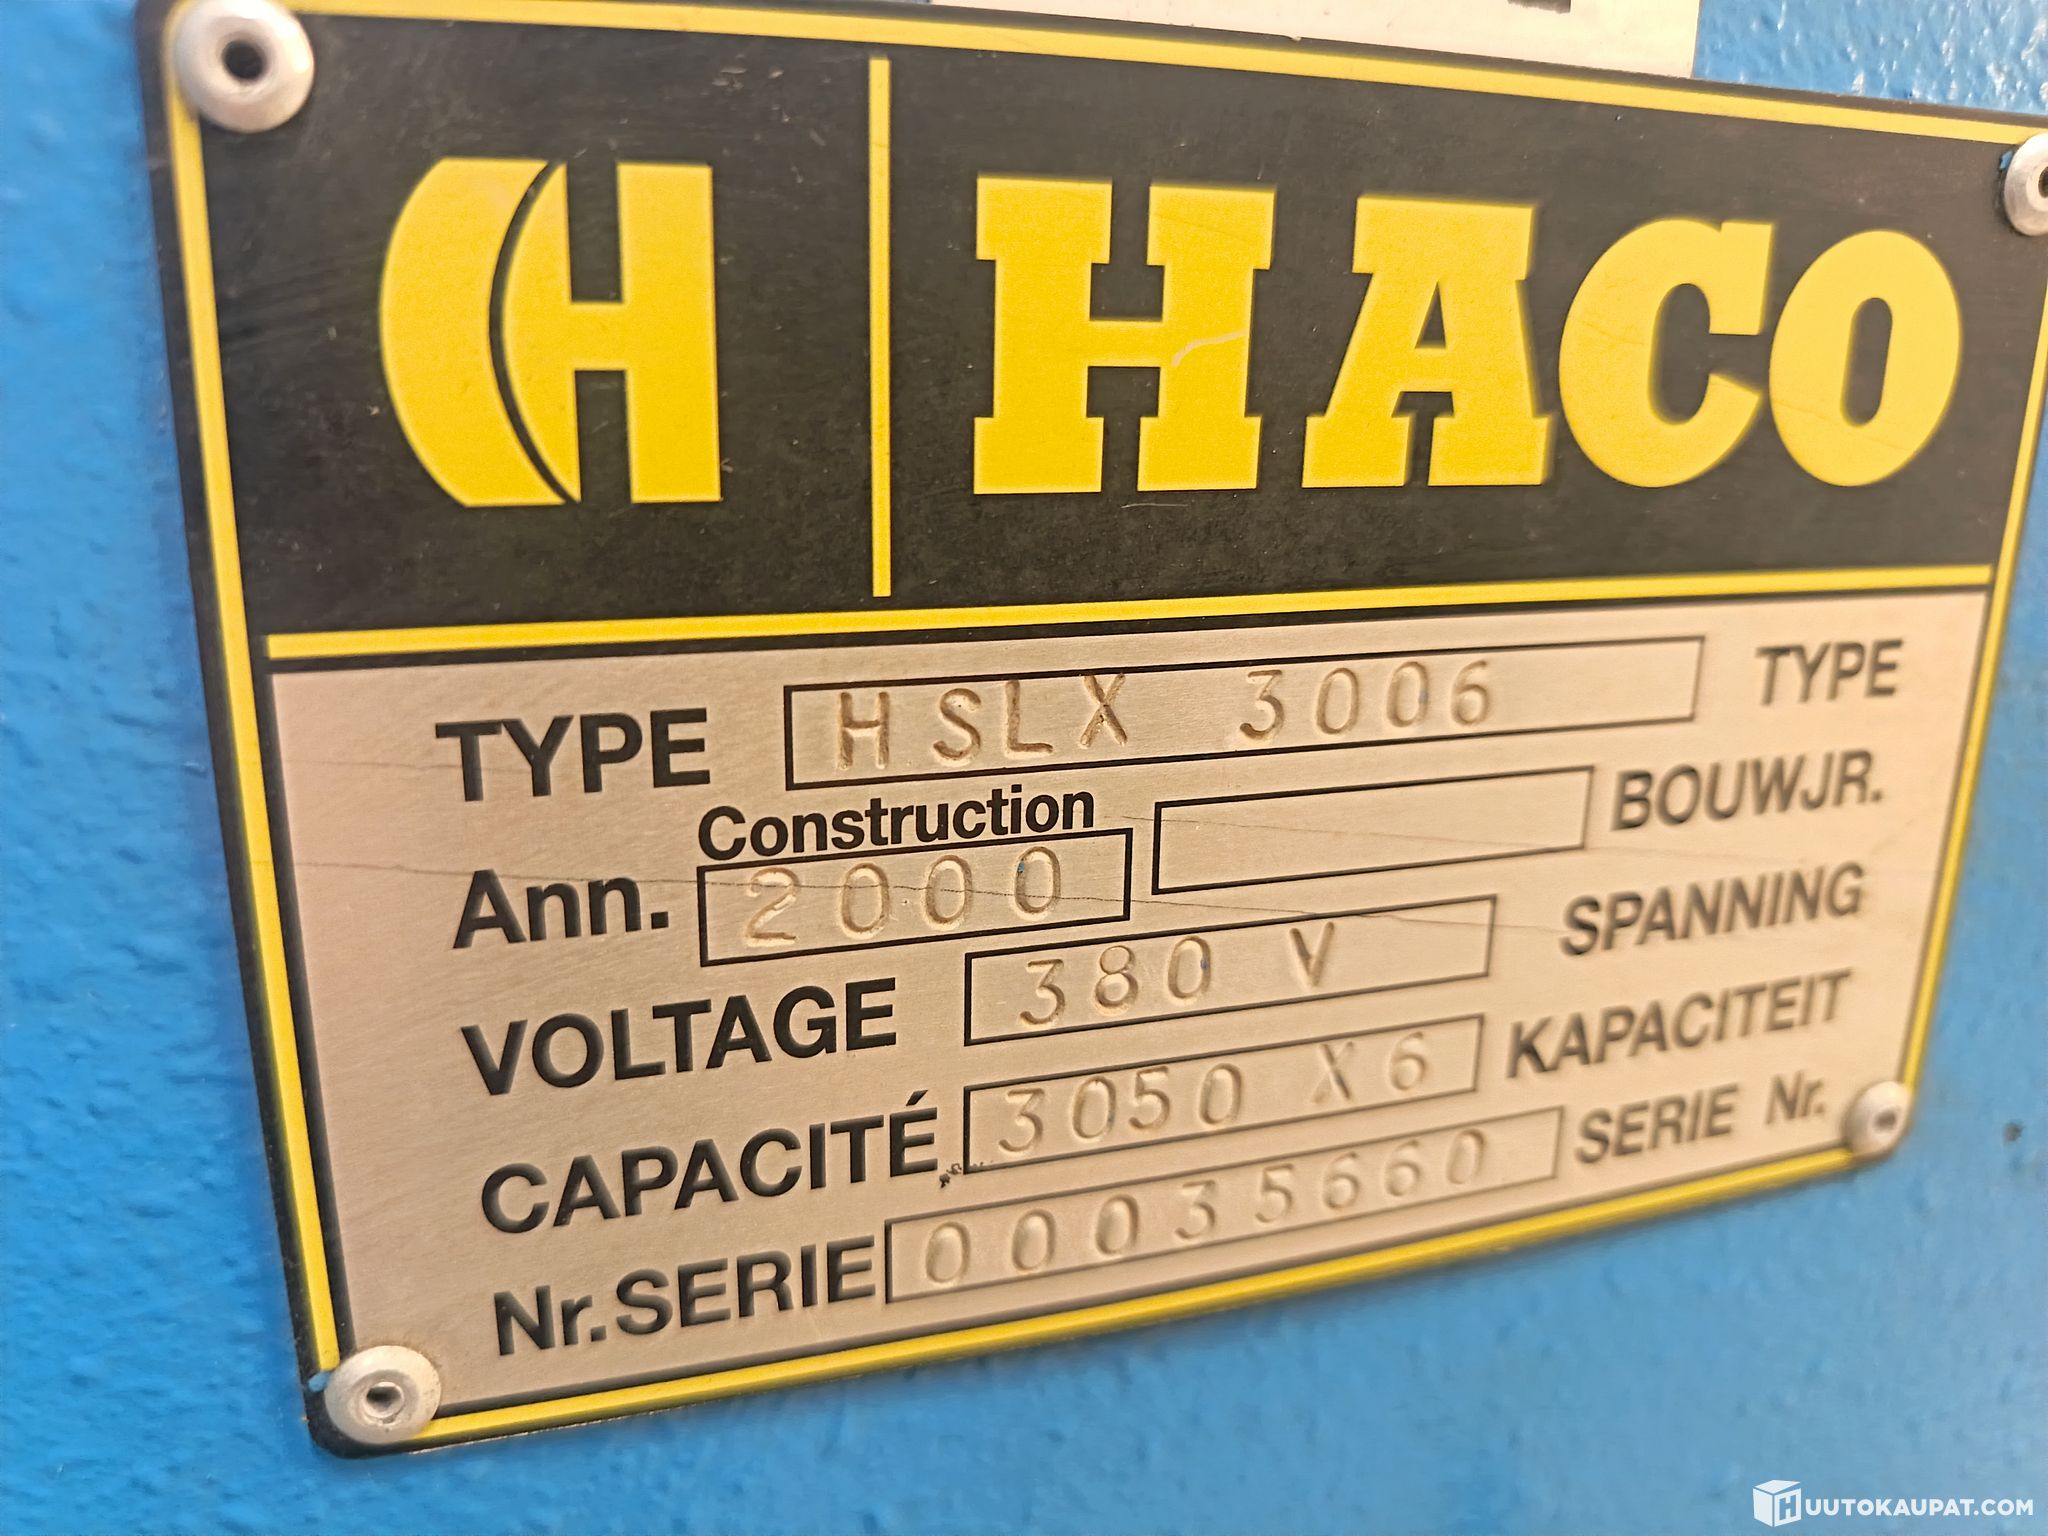 H HACO
TYPE HSLX 3006 TYPE
Construction
Ann. 2000 BOUWJR.
VOLTAGE 380 V SPANNING
CAPACITÉ 3050 X6 KAPACITEIT
Nr. SERIE 00035660 SERIE Nr.
HUUTOKAUPAT.COM